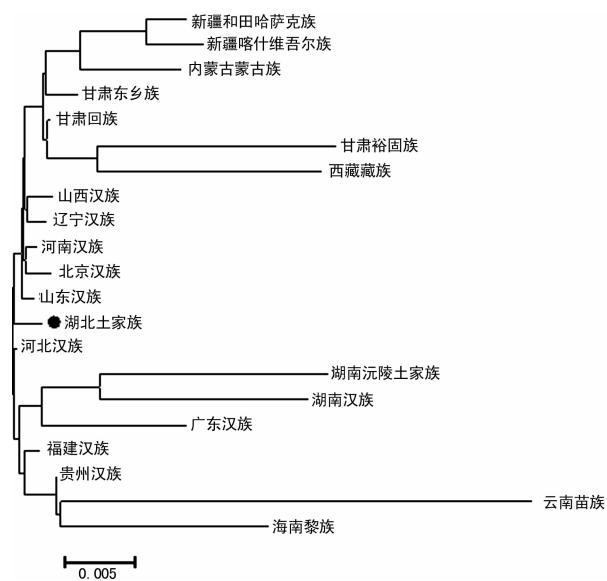 新疆和田哈萨克族
新疆喀什维吾尔族
内蒙古蒙古族
甘肃东乡族
甘肃回族
甘肃裕固族
西藏藏族
山西汉族
辽宁汉族
河南汉族
北京汉族
山东汉族
湖北土家族
河北汉族
湖南沅陵土家族
湖南汉族
广东汉族
福建汉族
贵州汉族
云南苗族
海南黎族
0.005